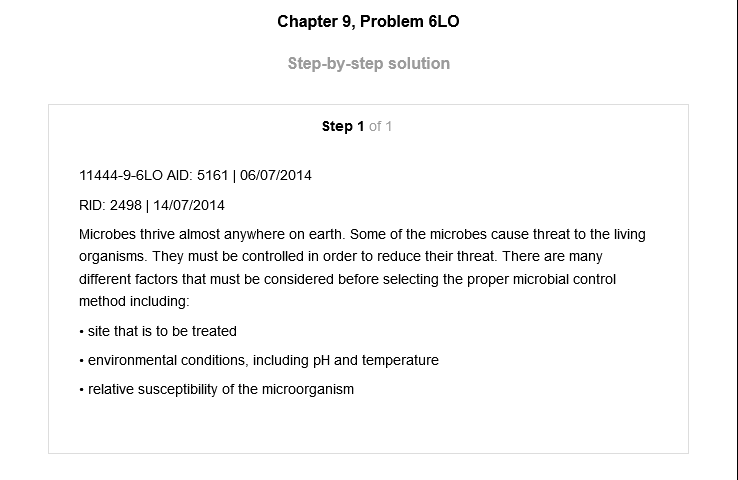 Chapter 9, Problem 6LO
Step-by-step solution
Step 1 of 1
11444-9-6LO AID: 5161 | 06/07/2014
RID: 2498 | 14/07/2014
Microbes thrive almost anywhere on earth. Some of the microbes cause threat to the living
organisms. They must be controlled in order to reduce their threat. There are many
different factors that must be considered before selecting the proper microbial control
method including:
• site that is to be treated
• environmental conditions, including pH and temperature
• relative susceptibility of the microorganism